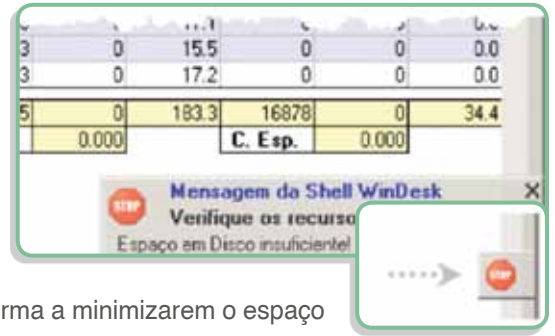 3 0 15.5 0 0 0.0
3 0 17.2 0 0 0.0
5 0 183.3 16878 0 34.4
0.000 C. Esp. 0.000
Mensagem da Shell WinDesk X
STOP
Verifique os recurso
Espaço em Disco insuficiente!
STOP
rma a minimizarem o espaço